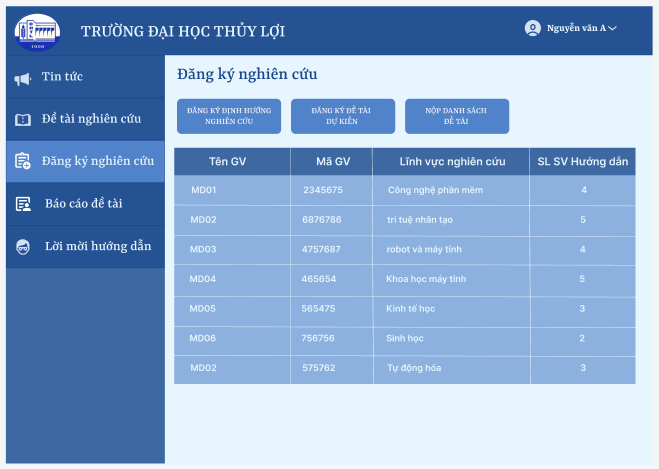 TRƯỜNG ĐẠI HỌC THỦY LỢI
1959
Nguyễn văn A
Tin tức
Đề tài nghiên cứu
Đăng ký nghiên cứu
Báo cáo đề tài
Lời mời hướng dẫn
Đăng ký nghiên cứu
ĐĂNG KÝ ĐỊNH HƯỚNG
NGHIÊN CỨU
ĐĂNG KÝ ĐỀ TÀI
DỰ KIẾN
NỘP DANH SÁCH
ĐỀ TÀI
Tên GV Mã GV Lĩnh vực nghiên cứu SL SV Hướng dẫn
MD01 2345675 Công nghệ phần mềm 4
MD02 6876786 trí tuệ nhân tạo 5
MD03 4757687 robot và máy tính 4
MD04 465654 Khoa học máy tính 5
MD05 565475 Kinh tế học 3
MD06 756756 Sinh học 2
MD02 575762 Tự động hóa 3